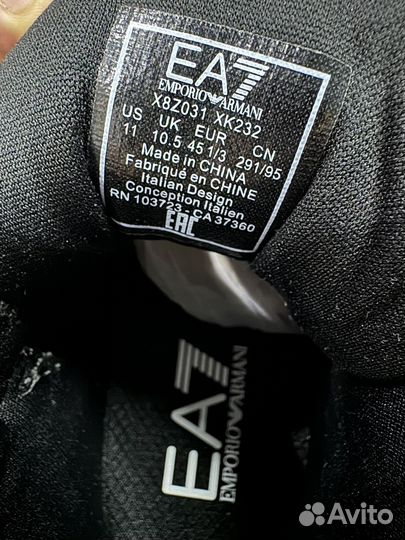 EA7
EMPORIO ARMANI
X8Z031 XK232
US UK EUR CN
11 10.5 45 1/3 291/95
Made in CHINA
Fabriqué en CHINE
Italian Design
Conception Italien
RN 103723 - CA 37360
EAC
EA7
EMPORIO ARMANI
Avito